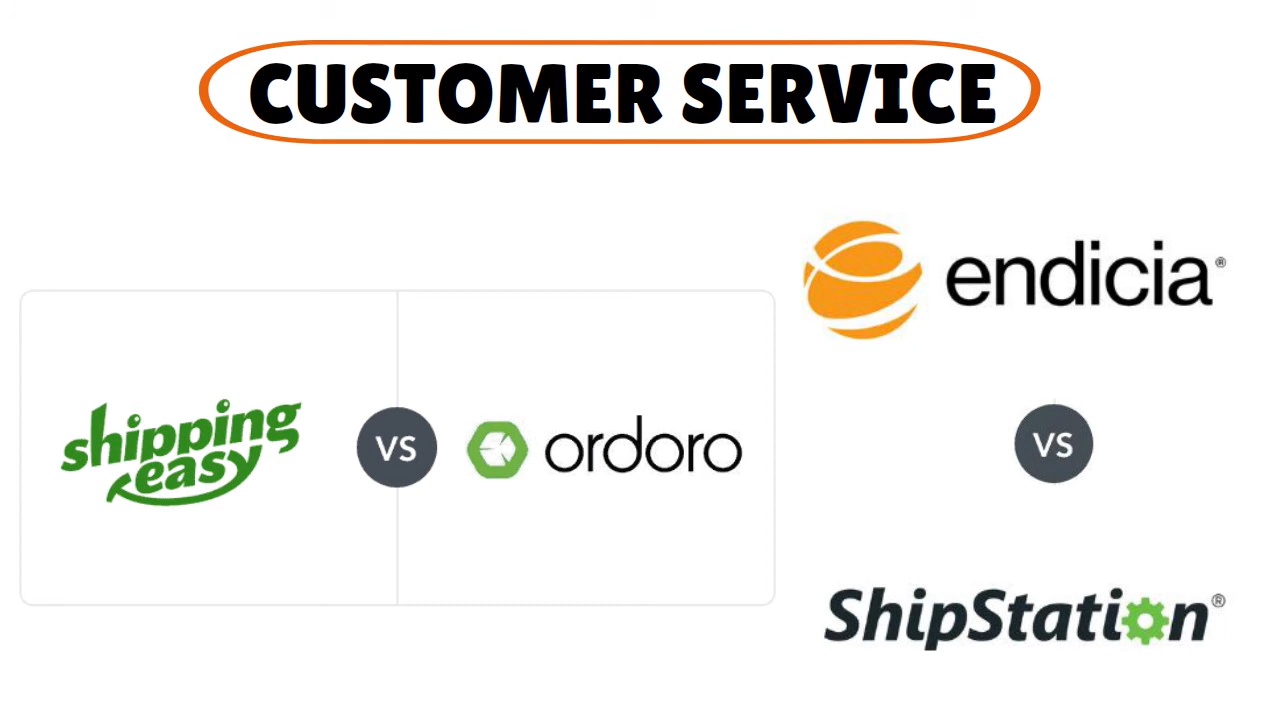 CUSTOMER SERVICE
shipping
easy
VS
ordoro
endicia®
VS
ShipStation®